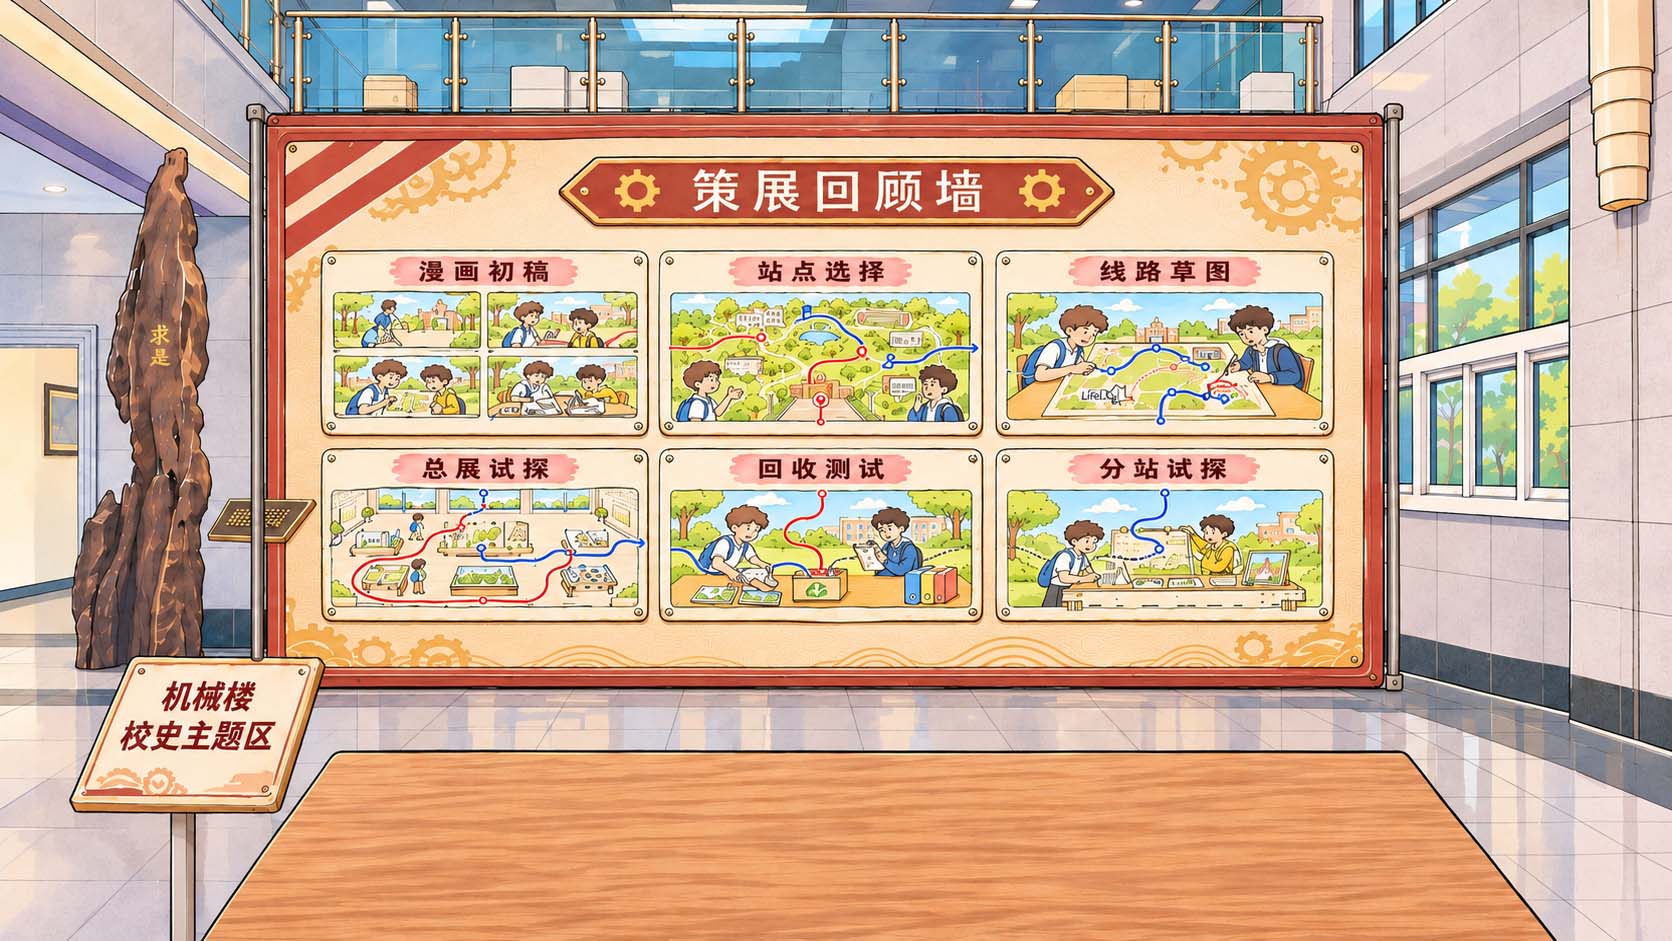 策展回顾墙
漫画初稿
站点选择
线路草图
总展试探
回收测试
分站试探
求是
机械楼
校史主题区